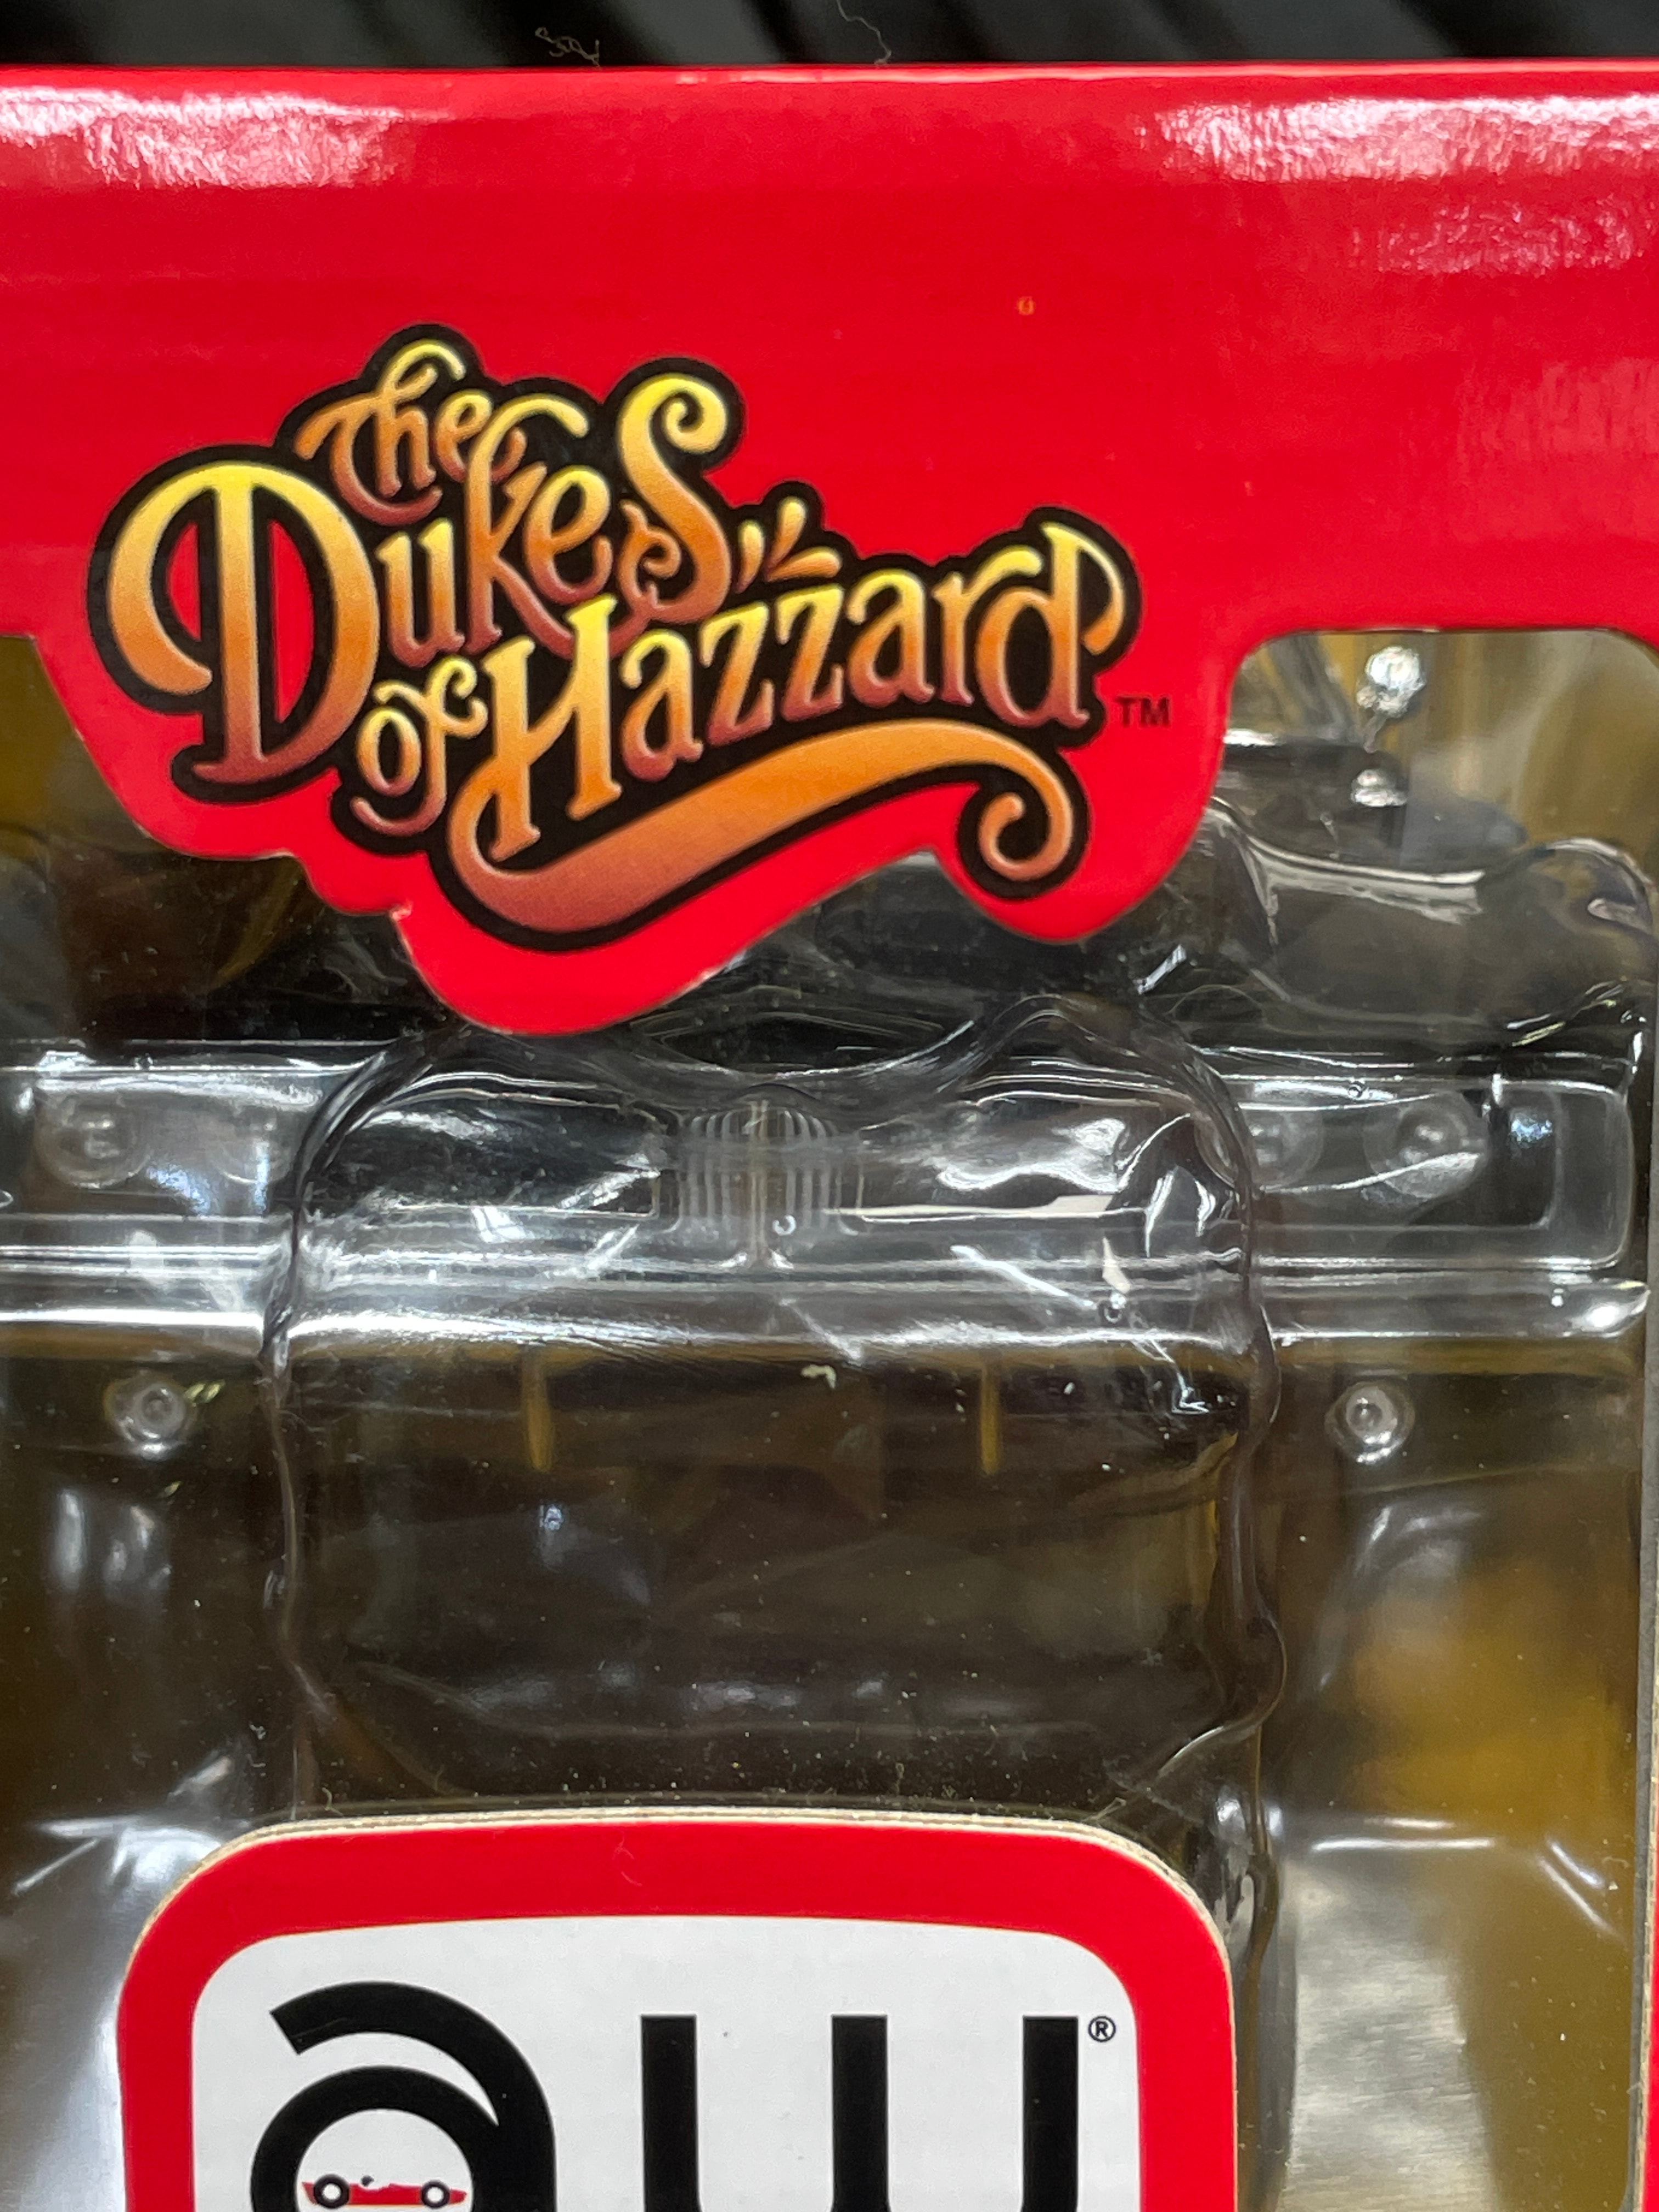 The
Dukes
of Hazzard ™
aw®